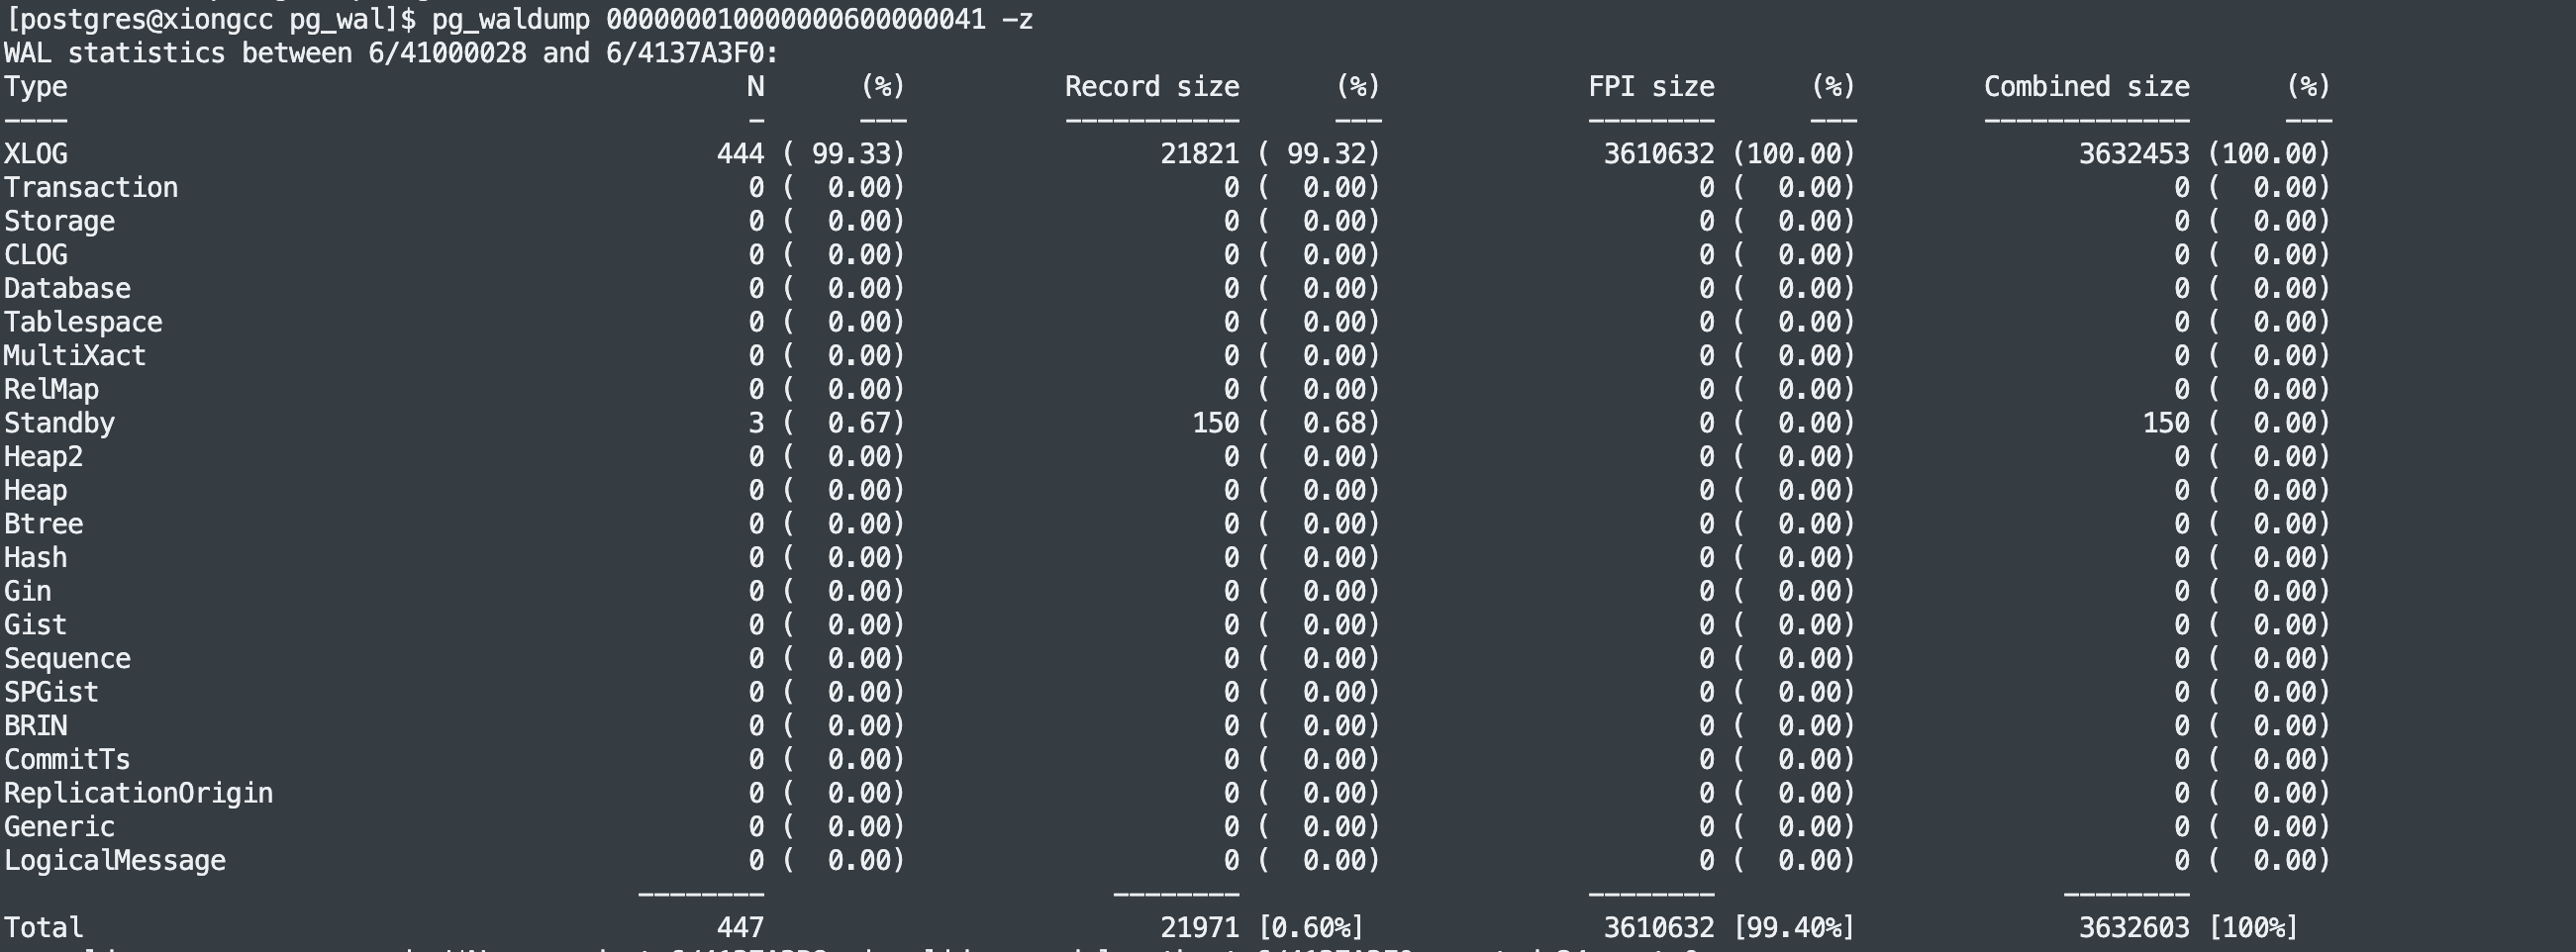 [postgres@xiongcc pg_wal]$ pg_waldump 000000010000000600000041 -z
WAL statistics between 6/41000028 and 6/4137A3F0:
Type N (%) Record size (%) FPI size (%) Combined size (%)
---- - --- ----------- --- -------- --- ------------- ---
XLOG 444 ( 99.33) 21821 ( 99.32) 3610632 (100.00) 3632453 (100.00)
Transaction 0 ( 0.00) 0 ( 0.00) 0 ( 0.00) 0 ( 0.00)
Storage 0 ( 0.00) 0 ( 0.00) 0 ( 0.00) 0 ( 0.00)
CLOG 0 ( 0.00) 0 ( 0.00) 0 ( 0.00) 0 ( 0.00)
Database 0 ( 0.00) 0 ( 0.00) 0 ( 0.00) 0 ( 0.00)
Tablespace 0 ( 0.00) 0 ( 0.00) 0 ( 0.00) 0 ( 0.00)
MultiXact 0 ( 0.00) 0 ( 0.00) 0 ( 0.00) 0 ( 0.00)
RelMap 0 ( 0.00) 0 ( 0.00) 0 ( 0.00) 0 ( 0.00)
Standby 3 ( 0.67) 150 ( 0.68) 0 ( 0.00) 150 ( 0.00)
Heap2 0 ( 0.00) 0 ( 0.00) 0 ( 0.00) 0 ( 0.00)
Heap 0 ( 0.00) 0 ( 0.00) 0 ( 0.00) 0 ( 0.00)
Btree 0 ( 0.00) 0 ( 0.00) 0 ( 0.00) 0 ( 0.00)
Hash 0 ( 0.00) 0 ( 0.00) 0 ( 0.00) 0 ( 0.00)
Gin 0 ( 0.00) 0 ( 0.00) 0 ( 0.00) 0 ( 0.00)
Gist 0 ( 0.00) 0 ( 0.00) 0 ( 0.00) 0 ( 0.00)
Sequence 0 ( 0.00) 0 ( 0.00) 0 ( 0.00) 0 ( 0.00)
SPGist 0 ( 0.00) 0 ( 0.00) 0 ( 0.00) 0 ( 0.00)
BRIN 0 ( 0.00) 0 ( 0.00) 0 ( 0.00) 0 ( 0.00)
CommitTs 0 ( 0.00) 0 ( 0.00) 0 ( 0.00) 0 ( 0.00)
ReplicationOrigin 0 ( 0.00) 0 ( 0.00) 0 ( 0.00) 0 ( 0.00)
Generic 0 ( 0.00) 0 ( 0.00) 0 ( 0.00) 0 ( 0.00)
LogicalMessage 0 ( 0.00) 0 ( 0.00) 0 ( 0.00) 0 ( 0.00)
-------- -------- -------- --------
Total 447 21971 [0.60%] 3610632 [99.40%] 3632603 [100%]